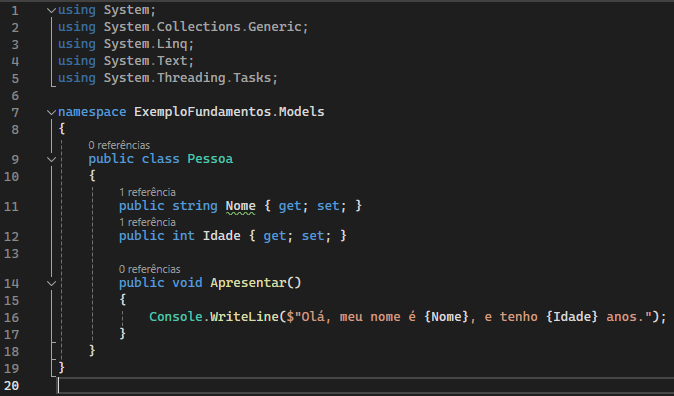 1 using System;
2 using System.Collections.Generic;
3 using System.Linq;
4 using System.Text;
5 using System.Threading.Tasks;
6
7 namespace ExemploFundamentos.Models
8 {
0 referências
9 public class Pessoa
10 {
1 referência
11 public string Nome { get; set; }
1 referência
12 public int Idade { get; set; }
13
0 referências
14 public void Apresentar()
15 {
16 Console.WriteLine($"Olá, meu nome é {Nome}, e tenho {Idade} anos.");
17 }
18 }
19 }
20